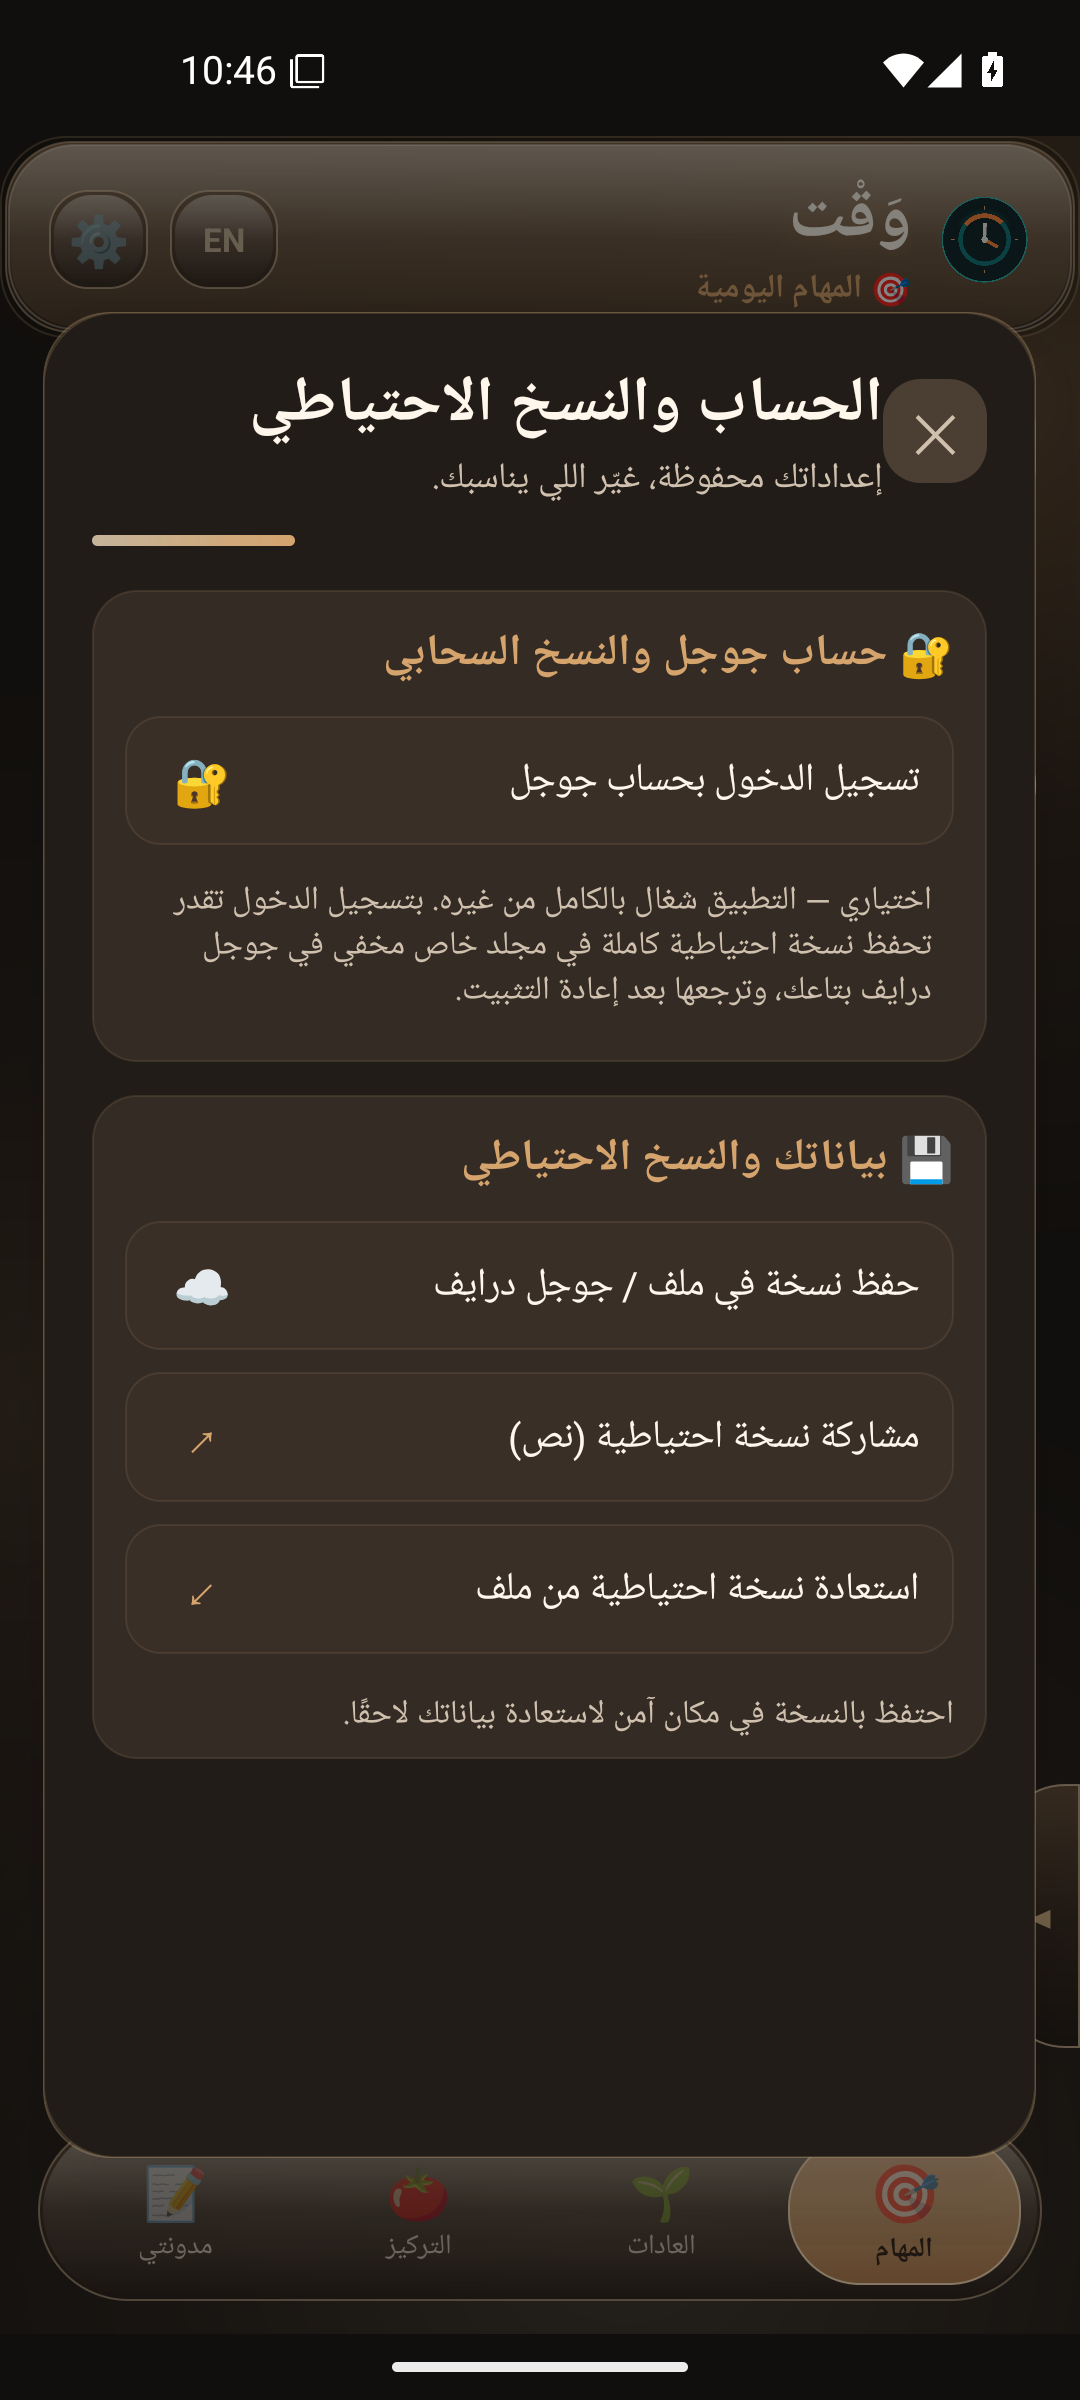 10:46
وَقْت
🎯 المهام اليومية
EN
الحساب والنسخ الاحتياطي
إعداداتك محفوظة، غيّر اللي يناسبك.
🔐 حساب جوجل والنسخ السحابي
تسجيل الدخول بحساب جوجل
اختياري — التطبيق شغال بالكامل من غيره. بتسجيل الدخول تقدر
تحفظ نسخة احتياطية كاملة في مجلد خاص مخفي في جوجل
درايف بتاعك، وترجعها بعد إعادة التثبيت.
💾 بياناتك والنسخ الاحتياطي
حفظ نسخة في ملف / جوجل درايف
مشاركة نسخة احتياطية (نص)
استعادة نسخة احتياطية من ملف
احتفظ بالنسخة في مكان آمن لاستعادة بياناتك لاحقًا.
المهام
العادات
التركيز
مدونتي